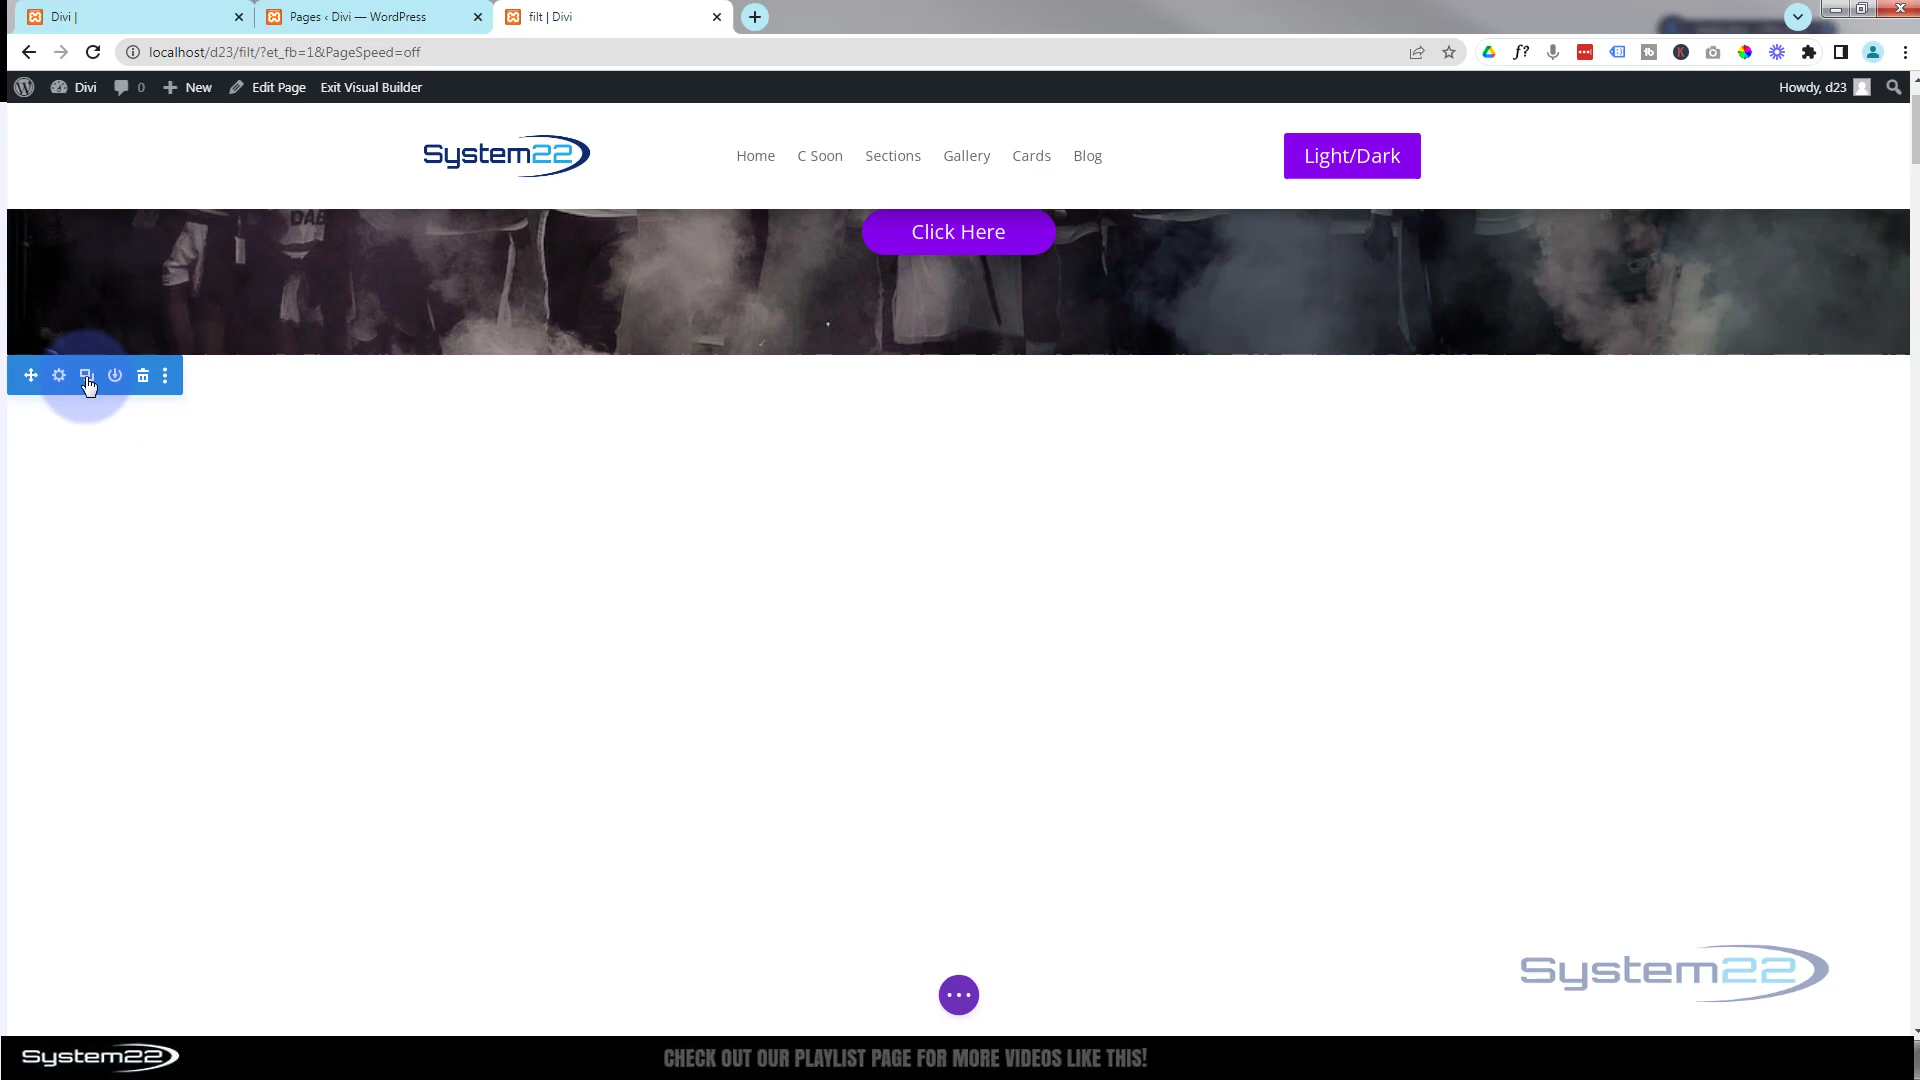 Divi |
Pages ‹ Divi — WordPress
filt | Divi
localhost/d23/filt/?et_fb=1&PageSpeed=off
Divi 0 New Edit Page Exit Visual Builder Howdy, d23
System22 Home C Soon Sections Gallery Cards Blog Light/Dark
DAB
Click Here
System22
System22 CHECK OUT OUR PLAYLIST PAGE FOR MORE VIDEOS LIKE THIS!